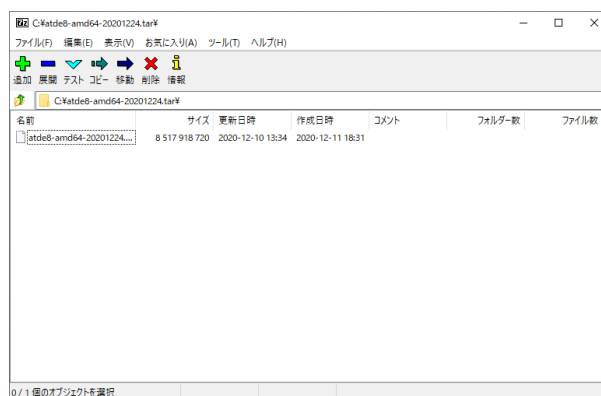 7z C:¥atde8-amd64-20201224.tar¥
ファイル(F) 編集(E) 表示(V) お気に入り(A) ツール(T) ヘルプ(H)
追加 展開 テスト コピー 移動 削除 情報
C:¥atde8-amd64-20201224.tar¥
名前 サイズ 更新日時 作成日時 コメント フォルダー数 ファイル数
atde8-amd64-20201224.... 8 517 918 720 2020-12-10 13:34 2020-12-11 18:31
0 / 1 個のオブジェクトを選択